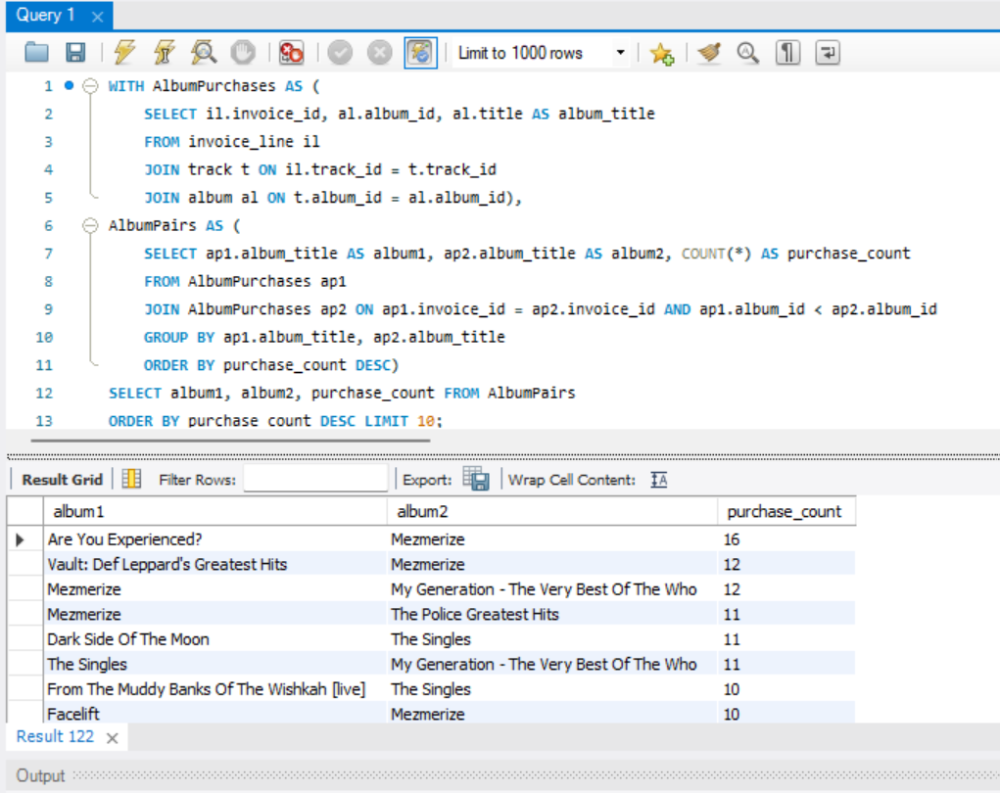 Query 1
Limit to 1000 rows
1 WITH AlbumPurchases AS (
2 SELECT il.invoice_id, al.album_id, al.title AS album_title
3 FROM invoice_line il
4 JOIN track t ON il.track_id = t.track_id
5 JOIN album al ON t.album_id = al.album_id),
6 AlbumPairs AS (
7 SELECT ap1.album_title AS album1, ap2.album_title AS album2, COUNT(*) AS purchase_count
8 FROM AlbumPurchases ap1
9 JOIN AlbumPurchases ap2 ON ap1.invoice_id = ap2.invoice_id AND ap1.album_id < ap2.album_id
10 GROUP BY ap1.album_title, ap2.album_title
11 ORDER BY purchase_count DESC)
12 SELECT album1, album2, purchase_count FROM AlbumPairs
13 ORDER BY purchase_count DESC LIMIT 10;
Result Grid Filter Rows: Export: Wrap Cell Content: IA
album1 album2 purchase_count
Are You Experienced? Mezmerize 16
Vault: Def Leppard's Greatest Hits Mezmerize 12
Mezmerize My Generation - The Very Best Of The Who 12
Mezmerize The Police Greatest Hits 11
Dark Side Of The Moon The Singles 11
The Singles My Generation - The Very Best Of The Who 11
From The Muddy Banks Of The Wishkah [live] The Singles 10
Facelift Mezmerize 10
Result 122
Output